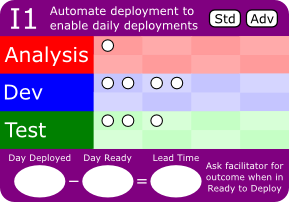 I1
Automate deployment to
enable daily deployments
Std Adv
Analysis
Dev
Test
Day Deployed Day Ready Lead Time
– =
Ask facilitator for
outcome when in
Ready to Deploy